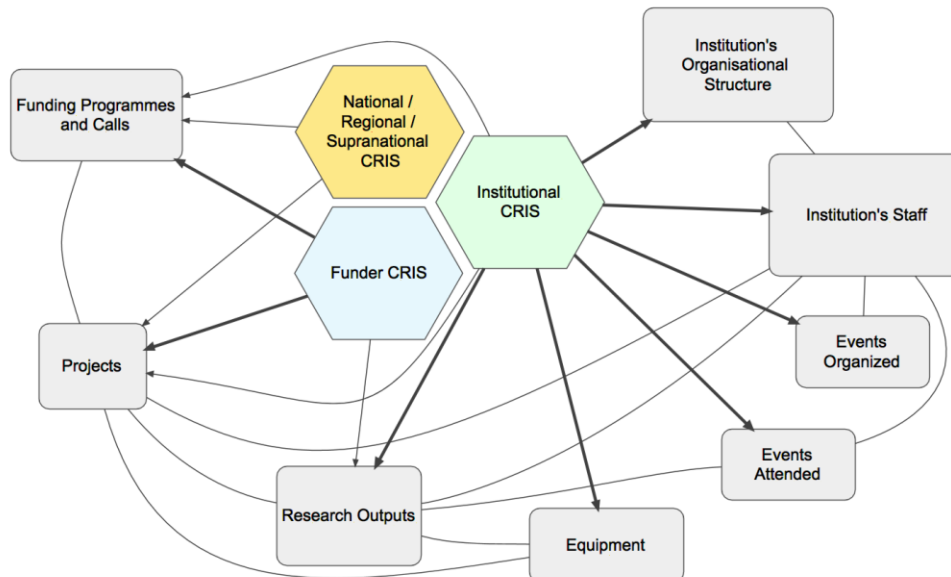 Institution's
Organisational
Structure
Funding Programmes
and Calls
National /
Regional /
Supranational
CRIS
Institutional
CRIS
Institution's Staff
Funder CRIS
Events
Organized
Projects
Events
Attended
Research Outputs
Equipment